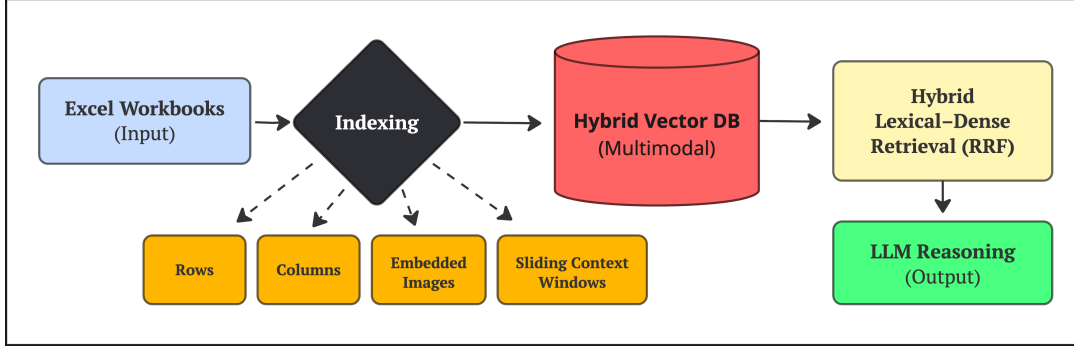 Excel Workbooks
(Input)
Indexing
Hybrid Vector DB
(Multimodal)
Hybrid
Lexical–Dense
Retrieval (RRF)
Rows
Columns
Embedded
Images
Sliding Context
Windows
LLM Reasoning
(Output)